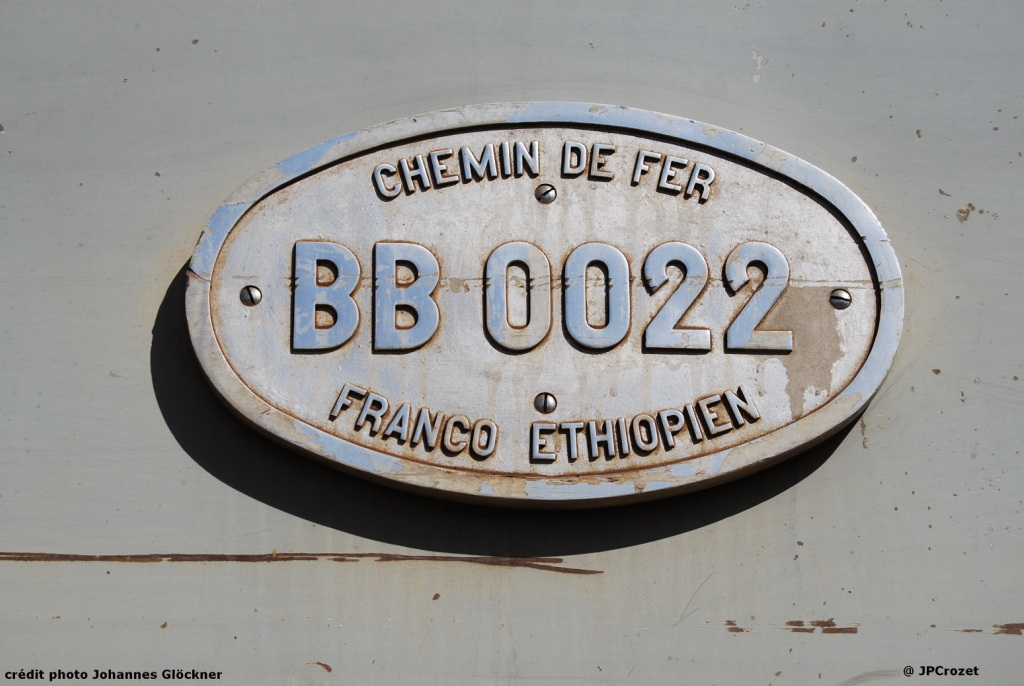 CHEMIN DE FER
BB 0022
FRANCO ETHIOPIEN
crédit photo Johannes Glöckner
@ JPCrozet